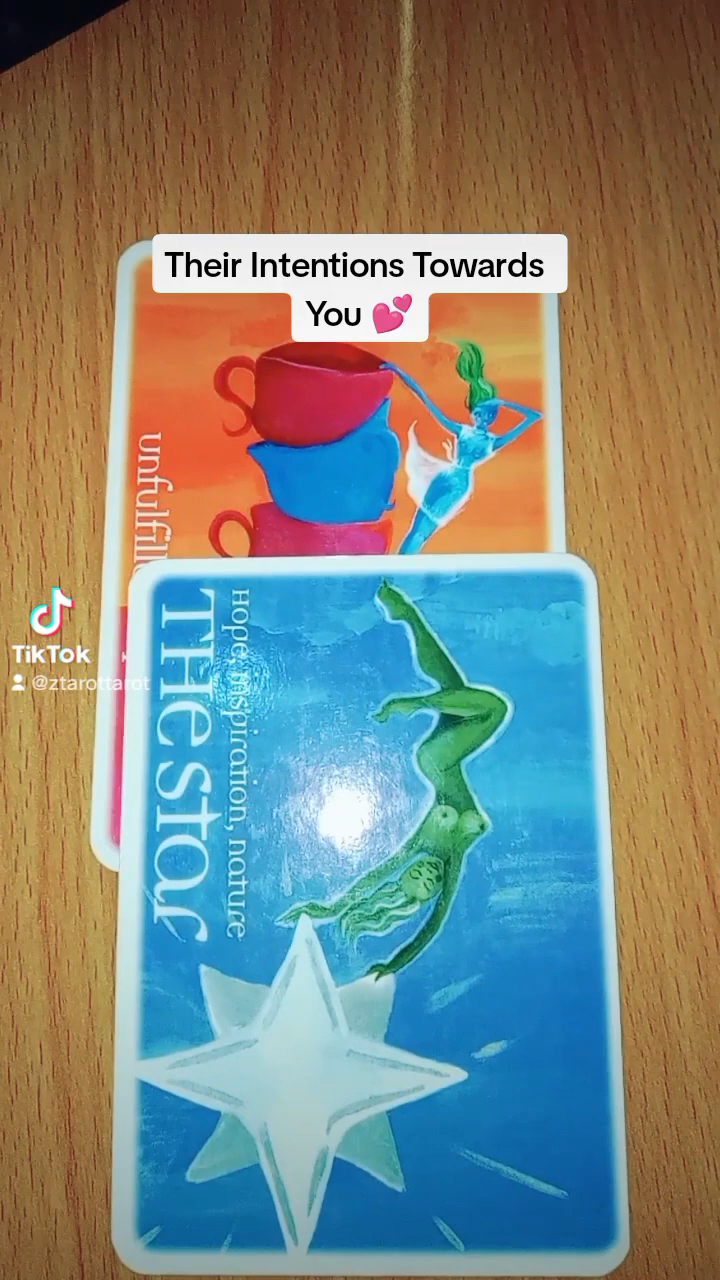 Their Intentions Towards
You 💕
unfulfill
Hope, inspiration, nature
THe star
TikTok
@ztarottarot